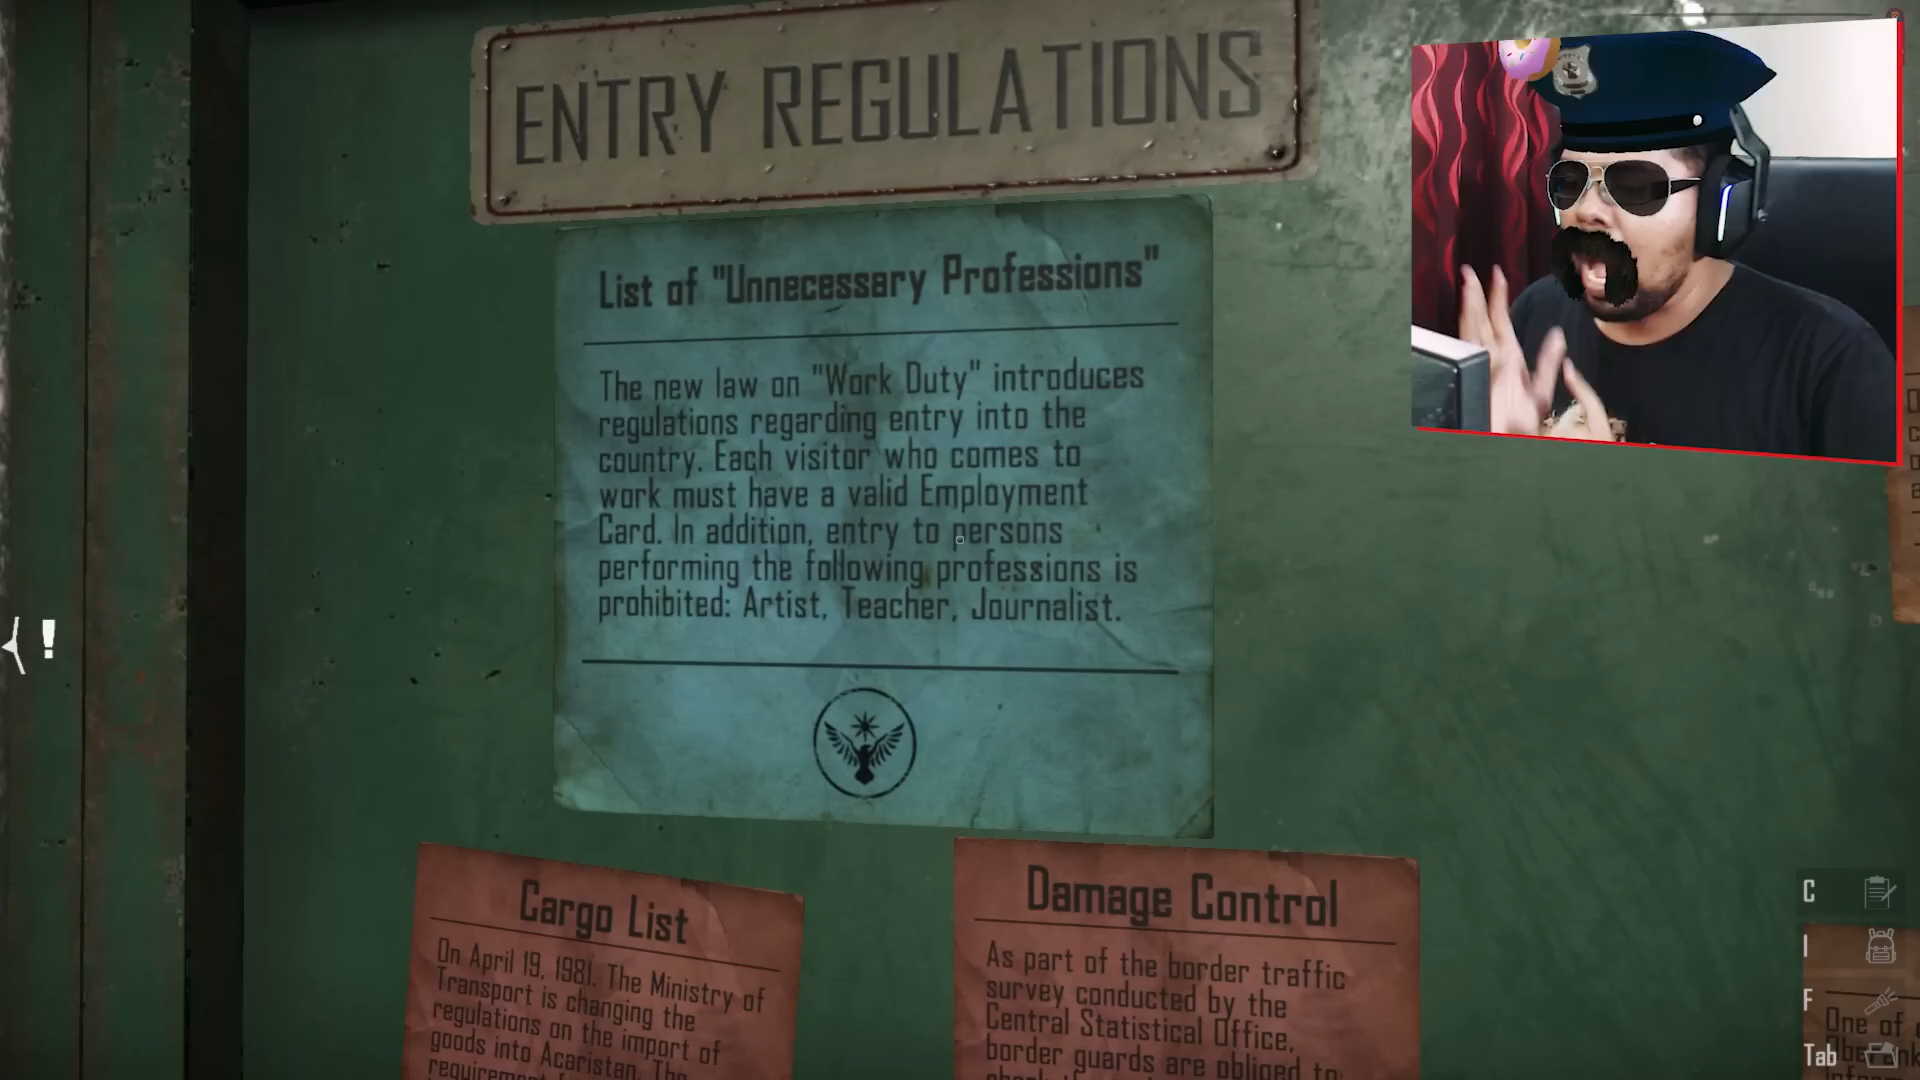 ENTRY REGULATIONS
List of "Unnecessary Professions"
The new law on "Work Duty" introduces
regulations regarding entry into the
country. Each visitor who comes to
work must have a valid Employment
Card. In addition, entry to persons
performing the following professions is
prohibited: Artist, Teacher, Journalist.
!
Cargo List
On April 19, 1981. The Ministry of
Transport is changing the
regulations on the import of
goods into Acaristan. The
Damage Control
As part of the border traffic
survey conducted by the
Central Statistical Office,
border guards are obliged to
C
I
F
Tab
One of